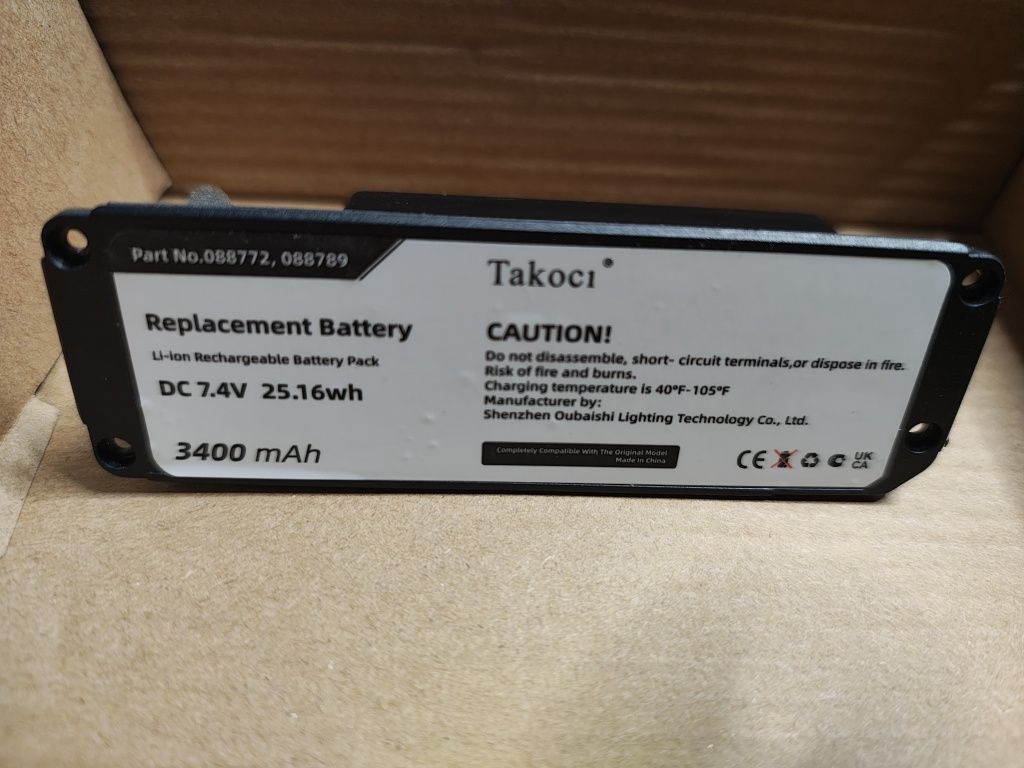 Part No.088772, 088789
Takocı®
Replacement Battery
Li-ion Rechargeable Battery Pack
DC 7.4V 25.16wh
3400 mAh
CAUTION!
Do not disassemble, short- circuit terminals,or dispose in fire.
Risk of fire and burns.
Charging temperature is 40°F-105°F
Manufacturer by:
Shenzhen Oubaishi Lighting Technology Co., Ltd.
Completely Compatible With The Original Model
Made In China
CE UK
CA